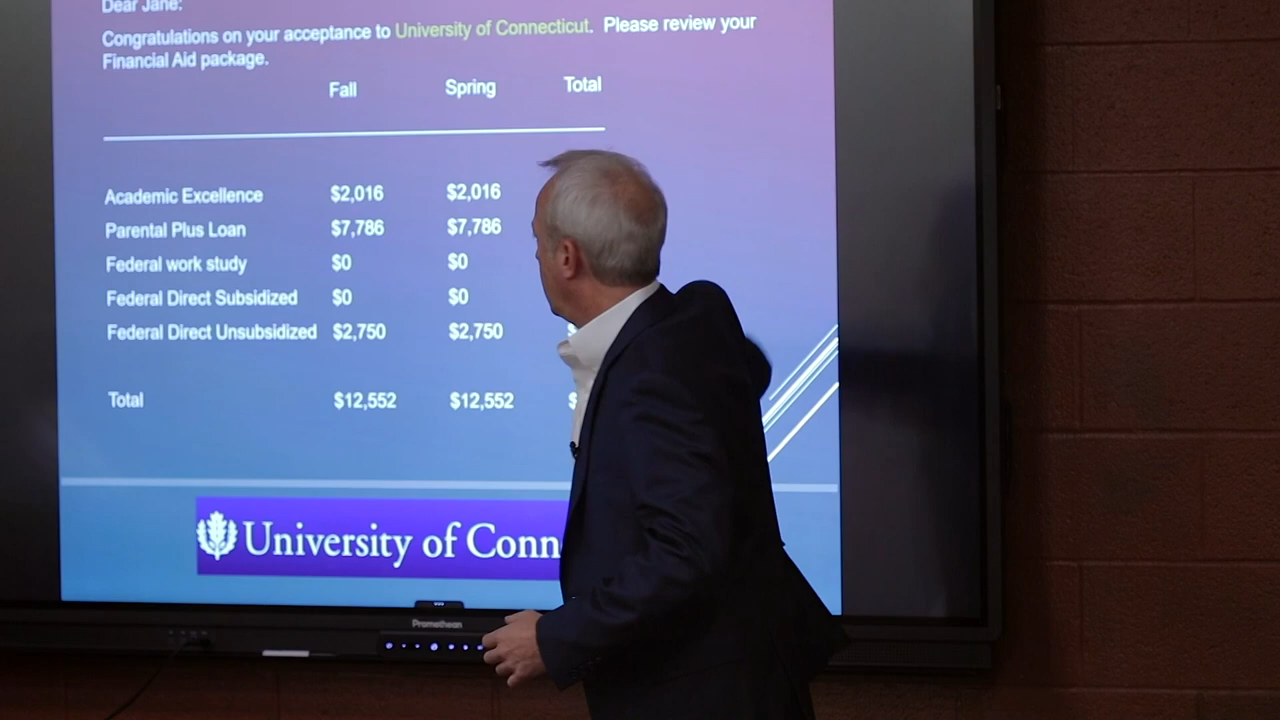 Dear Jane:
Congratulations on your acceptance to University of Connecticut. Please review your
Financial Aid package.
Fall Spring Total
Academic Excellence $2,016 $2,016
Parental Plus Loan $7,786 $7,786
Federal work study $0 $0
Federal Direct Subsidized $0 $0
Federal Direct Unsubsidized $2,750 $2,750 $
Total $12,552 $12,552 $
University of Conn
Promethean